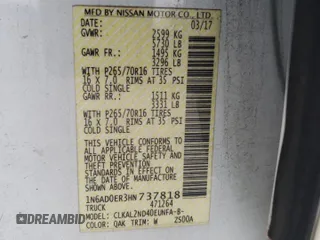 MFD BY NISSAN MOTOR CO., LTD.
DATE: 03/17
GVWR: 2599 KG
5730 LB
GAWR FR: 1495 KG
3296 LB
WITH P265/70R16 TIRES
16 X 7.0 RIMS AT 35 PSI
COLD SINGLE
GAWR RR: 1511 KG
3331 LB
WITH P265/70R16 TIRES
16 X 7.0 RIMS AT 35 PSI
COLD SINGLE
THIS VEHICLE CONFORMS TO
ALL APPLICABLE FEDERAL
MOTOR VEHICLE SAFETY AND
THEFT PREVENTION
STANDARDS IN EFFECT ON THE
DATE OF MANUFACTURE SHOWN
ABOVE.
1N6AD0ER3HN737818
TRUCK 471264
MODEL: CLKALZND40EUNFA-B-
COLOR: QAK TRIM: W 2S00A
AUTOBIDMASTER